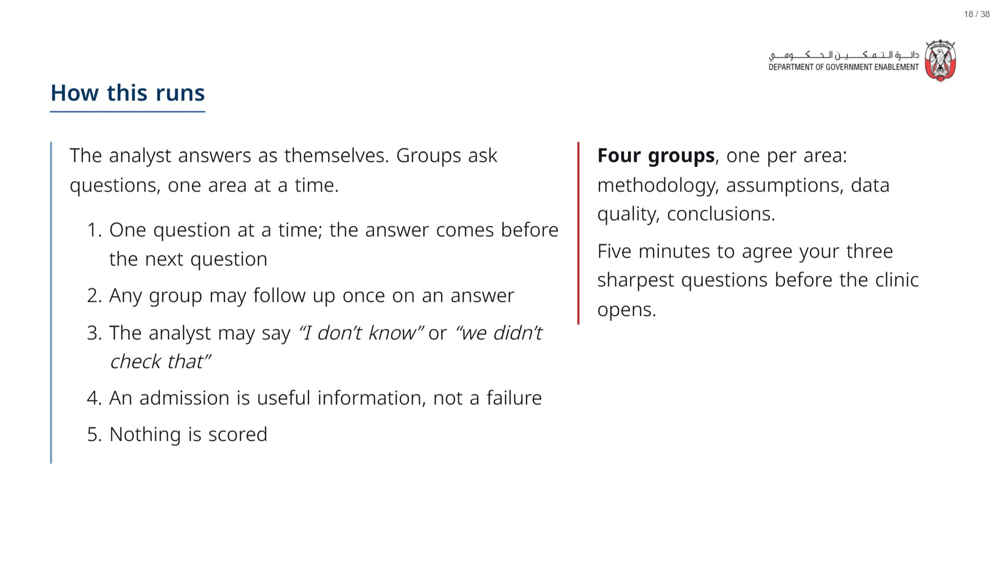 18 / 38
دائـــرة الـتـمـكـــــيـــن الـحــكـــــومـــي
DEPARTMENT OF GOVERNMENT ENABLEMENT
How this runs
The analyst answers as themselves. Groups ask
questions, one area at a time.
1. One question at a time; the answer comes before
the next question
2. Any group may follow up once on an answer
3. The analyst may say “I don’t know” or “we didn’t
check that”
4. An admission is useful information, not a failure
5. Nothing is scored
Four groups, one per area:
methodology, assumptions, data
quality, conclusions.
Five minutes to agree your three
sharpest questions before the clinic
opens.